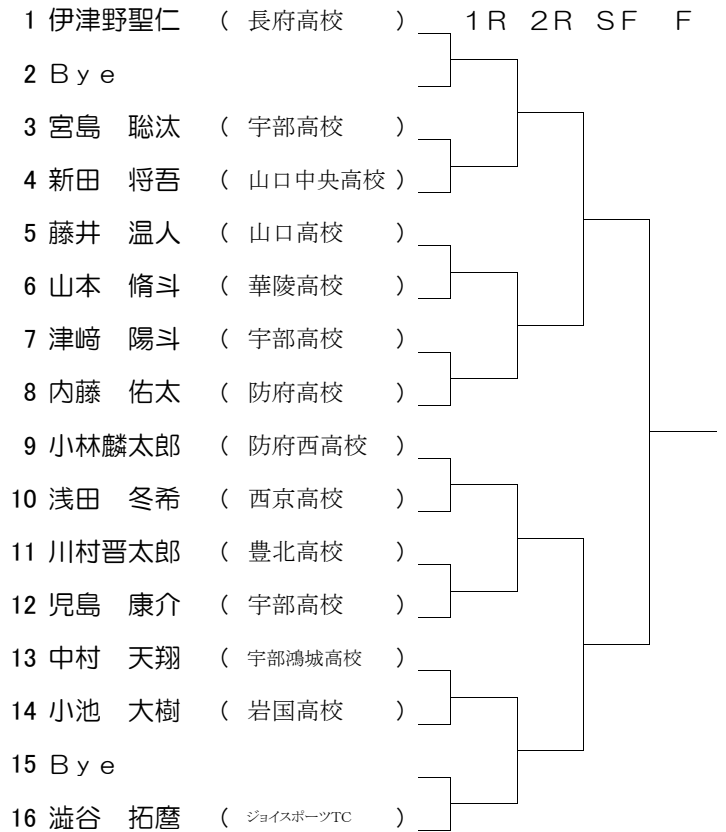 1 伊津野聖仁 ( 長府高校 ) 1R 2R SF F
2 Bye
3 宮島 聡汰 ( 宇部高校 )
4 新田 将吾 ( 山口中央高校 )
5 藤井 温人 ( 山口高校 )
6 山本 脩斗 ( 華陵高校 )
7 津﨑 陽斗 ( 宇部高校 )
8 内藤 佑太 ( 防府高校 )
9 小林麟太郎 ( 防府西高校 )
10 浅田 冬希 ( 西京高校 )
11 川村晋太郎 ( 豊北高校 )
12 児島 康介 ( 宇部高校 )
13 中村 天翔 ( 宇部鴻城高校 )
14 小池 大樹 ( 岩国高校 )
15 Bye
16 澁谷 拓麿 ( ジョイスポーツTC )